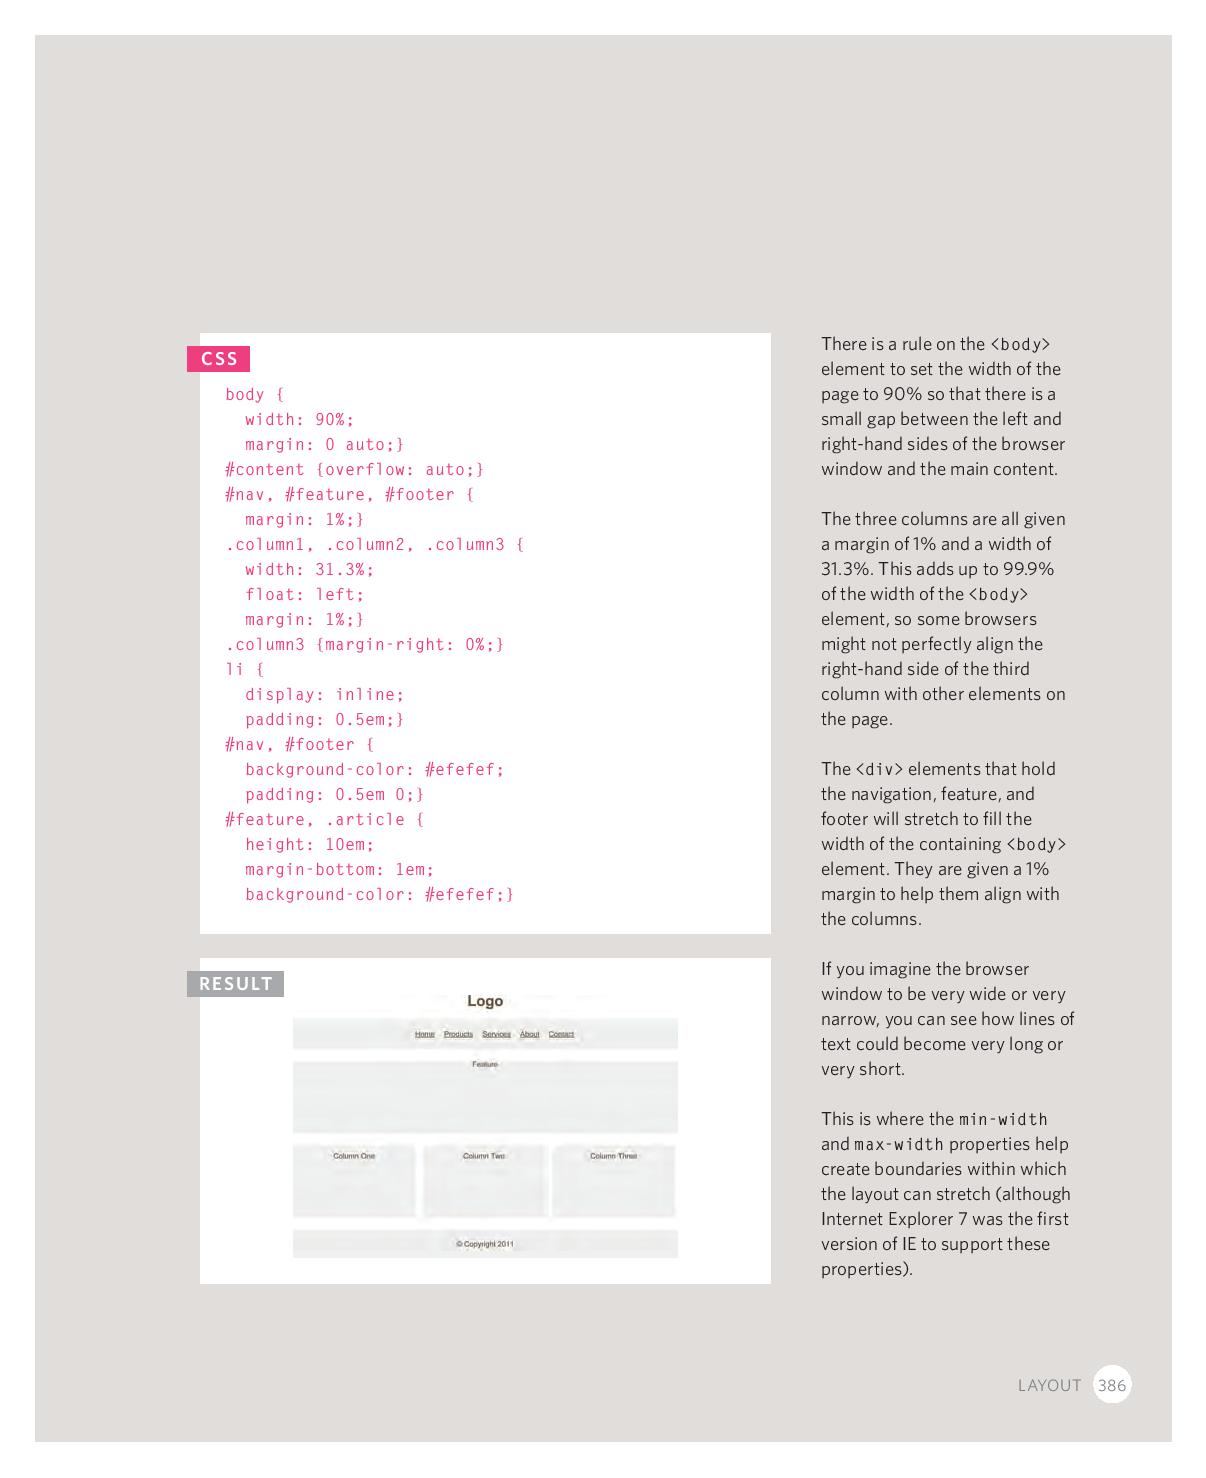 CSS
body {
width: 90%;
margin: 0 auto;}
#content {overflow: auto;}
#nav, #feature, #footer {
margin: 1%;}
.column1, .column2, .column3 {
width: 31.3%;
float: left;
margin: 1%;}
.column3 {margin-right: 0%;}
li {
display: inline;
padding: 0.5em;}
#nav, #footer {
background-color: #efefef;
padding: 0.5em 0;}
#feature, .article {
height: 10em;
margin-bottom: 1em;
background-color: #efefef;}
RESULT
Logo
Home Products Services About Contact
Feature
Column One Column Two Column Three
© Copyright 2011
There is a rule on the <body>
element to set the width of the
page to 90% so that there is a
small gap between the left and
right-hand sides of the browser
window and the main content.
The three columns are all given
a margin of 1% and a width of
31.3%. This adds up to 99.9%
of the width of the <body>
element, so some browsers
might not perfectly align the
right-hand side of the third
column with other elements on
the page.
The <div> elements that hold
the navigation, feature, and
footer will stretch to fill the
width of the containing <body>
element. They are given a 1%
margin to help them align with
the columns.
If you imagine the browser
window to be very wide or very
narrow, you can see how lines of
text could become very long or
very short.
This is where the min-width
and max-width properties help
create boundaries within which
the layout can stretch (although
Internet Explorer 7 was the first
version of IE to support these
properties).
LAYOUT 386